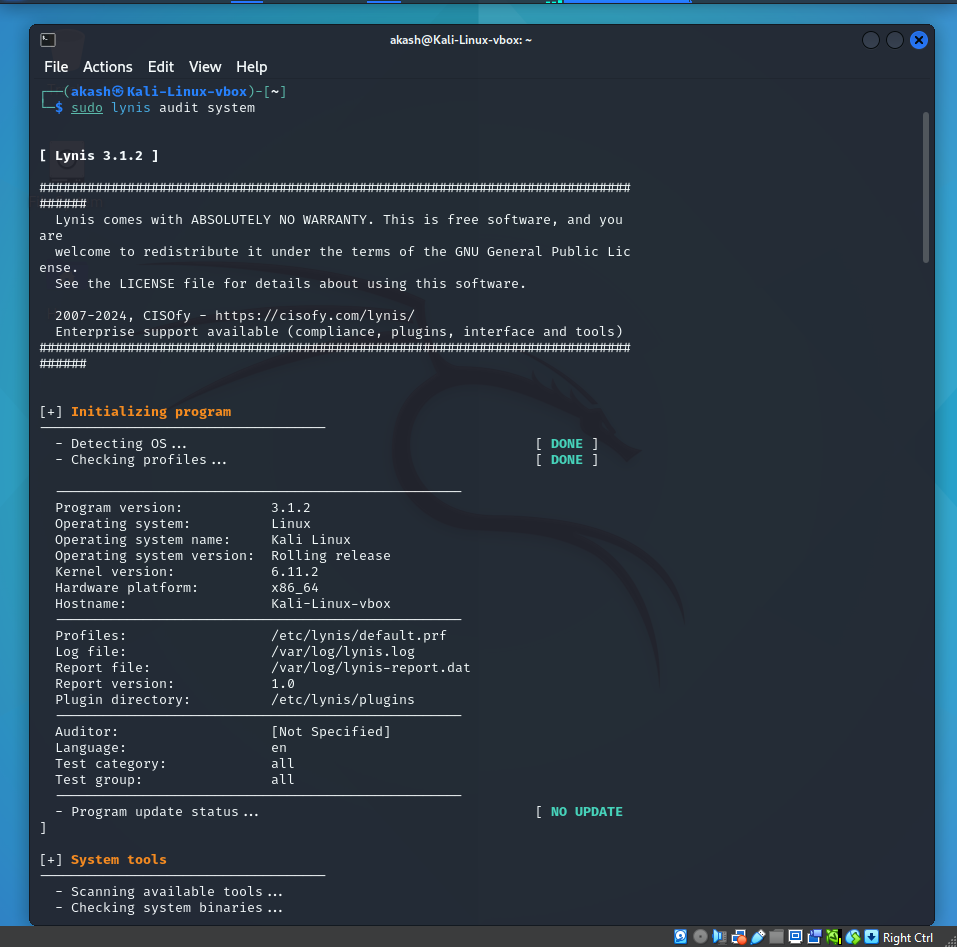 akash@Kali-Linux-vbox: ~
File Actions Edit View Help
┌──(akash㉿Kali-Linux-vbox)-[~]
└─$ sudo lynis audit system
[ Lynis 3.1.2 ]
##########################################################################
######
Lynis comes with ABSOLUTELY NO WARRANTY. This is free software, and you
are
welcome to redistribute it under the terms of the GNU General Public Lic
ense.
See the LICENSE file for details about using this software.
2007-2024, CISOfy - https://cisofy.com/lynis/
Enterprise support available (compliance, plugins, interface and tools)
##########################################################################
######
[+] Initializing program
------------------------------------
- Detecting OS... [ DONE ]
- Checking profiles... [ DONE ]
---------------------------------------------------
Program version: 3.1.2
Operating system: Linux
Operating system name: Kali Linux
Operating system version: Rolling release
Kernel version: 6.11.2
Hardware platform: x86_64
Hostname: Kali-Linux-vbox
---------------------------------------------------
Profiles: /etc/lynis/default.prf
Log file: /var/log/lynis.log
Report file: /var/log/lynis-report.dat
Report version: 1.0
Plugin directory: /etc/lynis/plugins
---------------------------------------------------
Auditor: [Not Specified]
Language: en
Test category: all
Test group: all
---------------------------------------------------
- Program update status... [ NO UPDATE
]
[+] System tools
------------------------------------
- Scanning available tools...
- Checking system binaries...
Right Ctrl